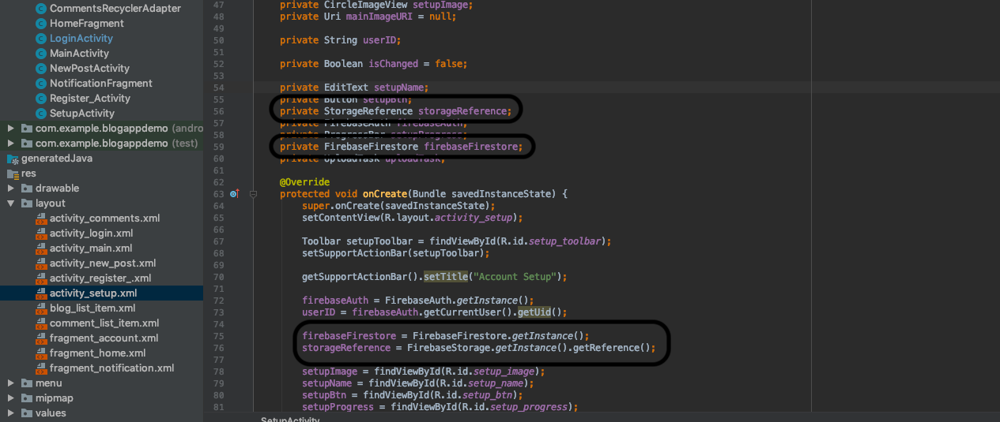 CommentsRecyclerAdapter
HomeFragment
LoginActivity
MainActivity
NewPostActivity
NotificationFragment
Register_Activity
SetupActivity
com.example.blogappdemo (andro
com.example.blogappdemo (test)
generatedJava
res
drawable
layout
activity_comments.xml
activity_login.xml
activity_main.xml
activity_new_post.xml
activity_register_.xml
activity_setup.xml
blog_list_item.xml
comment_list_item.xml
fragment_account.xml
fragment_home.xml
fragment_notification.xml
menu
mipmap
values
47 private CircleImageView setupImage;
48 private Uri mainImageURI = null;
49
50 private String userID;
51
52 private Boolean isChanged = false;
53
54 private EditText setupName;
55 private Button setupBtn;
56 private StorageReference storageReference;
57 private FirebaseAuth firebaseAuth;
58 private ProgressBar setupProgress;
59 private FirebaseFirestore firebaseFirestore;
60 private UploadTask uploadTask;
61
62 @Override
63 protected void onCreate(Bundle savedInstanceState) {
64 super.onCreate(savedInstanceState);
65 setContentView(R.layout.activity_setup);
66
67 Toolbar setupToolbar = findViewById(R.id.setup_toolbar);
68 setSupportActionBar(setupToolbar);
69
70 getSupportActionBar().setTitle("Account Setup");
71
72 firebaseAuth = FirebaseAuth.getInstance();
73 userID = firebaseAuth.getCurrentUser().getUid();
74
75 firebaseFirestore = FirebaseFirestore.getInstance();
76 storageReference = FirebaseStorage.getInstance().getReference();
77
78 setupImage = findViewById(R.id.setup_image);
79 setupName = findViewById(R.id.setup_name);
80 setupBtn = findViewById(R.id.setup_btn);
81 setupProgress = findViewById(R.id.setup_progress);
SetupActivity